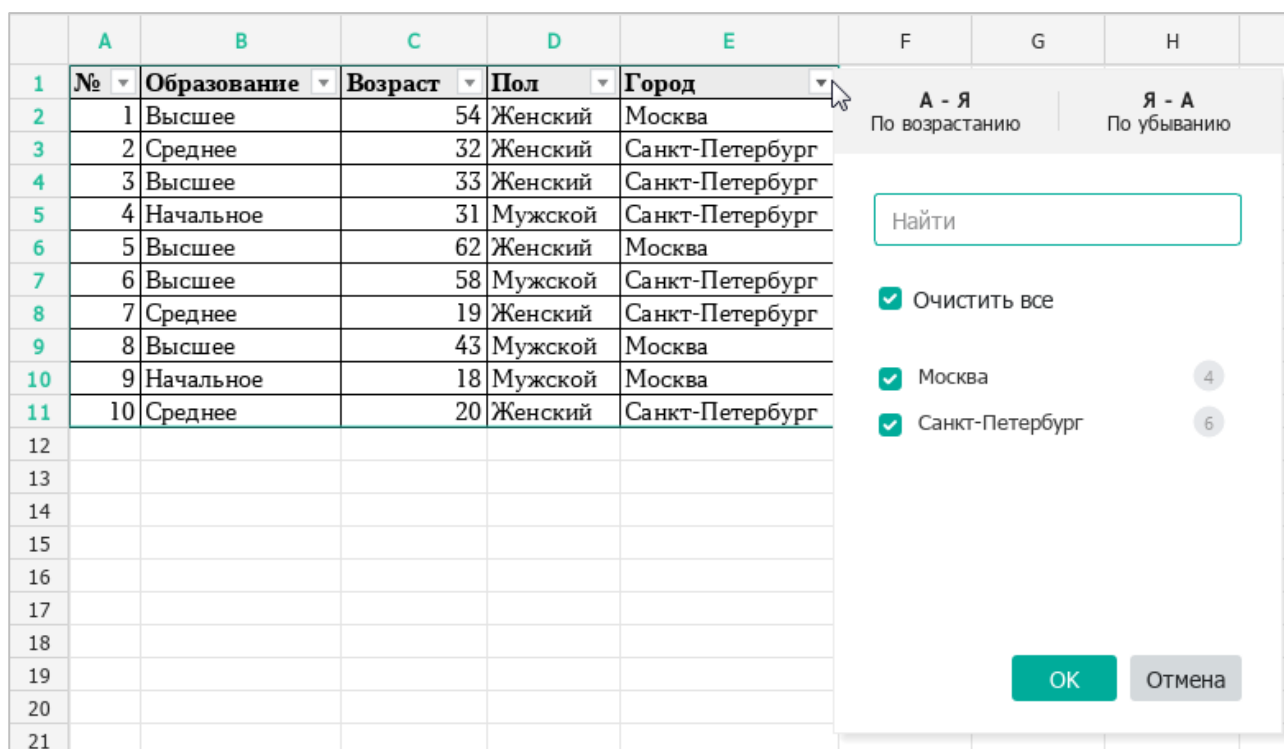 A B C D E F G H
1 № Образование Возраст Пол Город
2 1 Высшее 54 Женский Москва
3 2 Среднее 32 Женский Санкт-Петербург
4 3 Высшее 33 Женский Санкт-Петербург
5 4 Начальное 31 Мужской Санкт-Петербург
6 5 Высшее 62 Женский Москва
7 6 Высшее 58 Мужской Санкт-Петербург
8 7 Среднее 19 Женский Санкт-Петербург
9 8 Высшее 43 Мужской Москва
10 9 Начальное 18 Мужской Москва
11 10 Среднее 20 Женский Санкт-Петербург
12
13
14
15
16
17
18
19
20
21
А - Я Я - А
По возрастанию По убыванию
Найти
Очистить все
Москва 4
Санкт-Петербург 6
OK Отмена